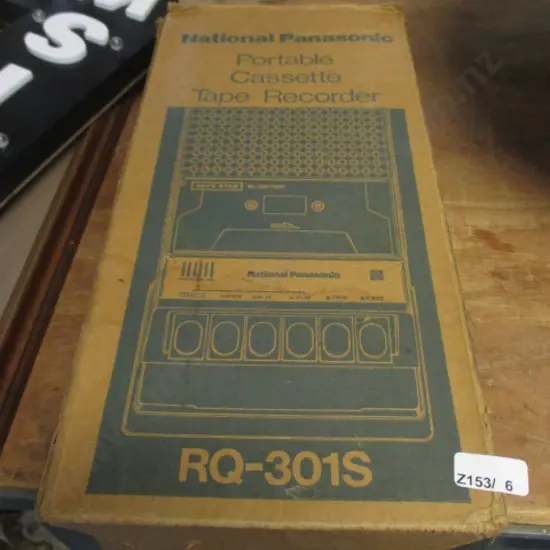 National Panasonic
Portable
Cassette
Tape Recorder
National Panasonic
RQ-301S
Z153/ 6